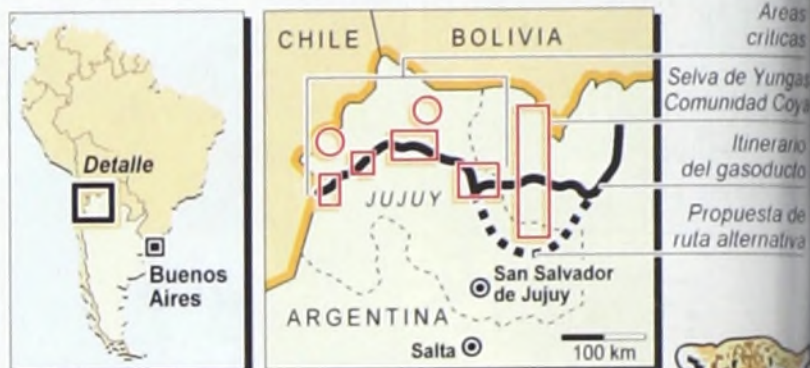 Detalle
Buenos
Aires
CHILE
BOLIVIA
JUJUY
ARGENTINA
San Salvador
de Jujuy
Salta
100 km
Areas
críticas
Selva de Yungas
Comunidad
Itinerario
del gasoducto
Propuesta de
ruta alternativa